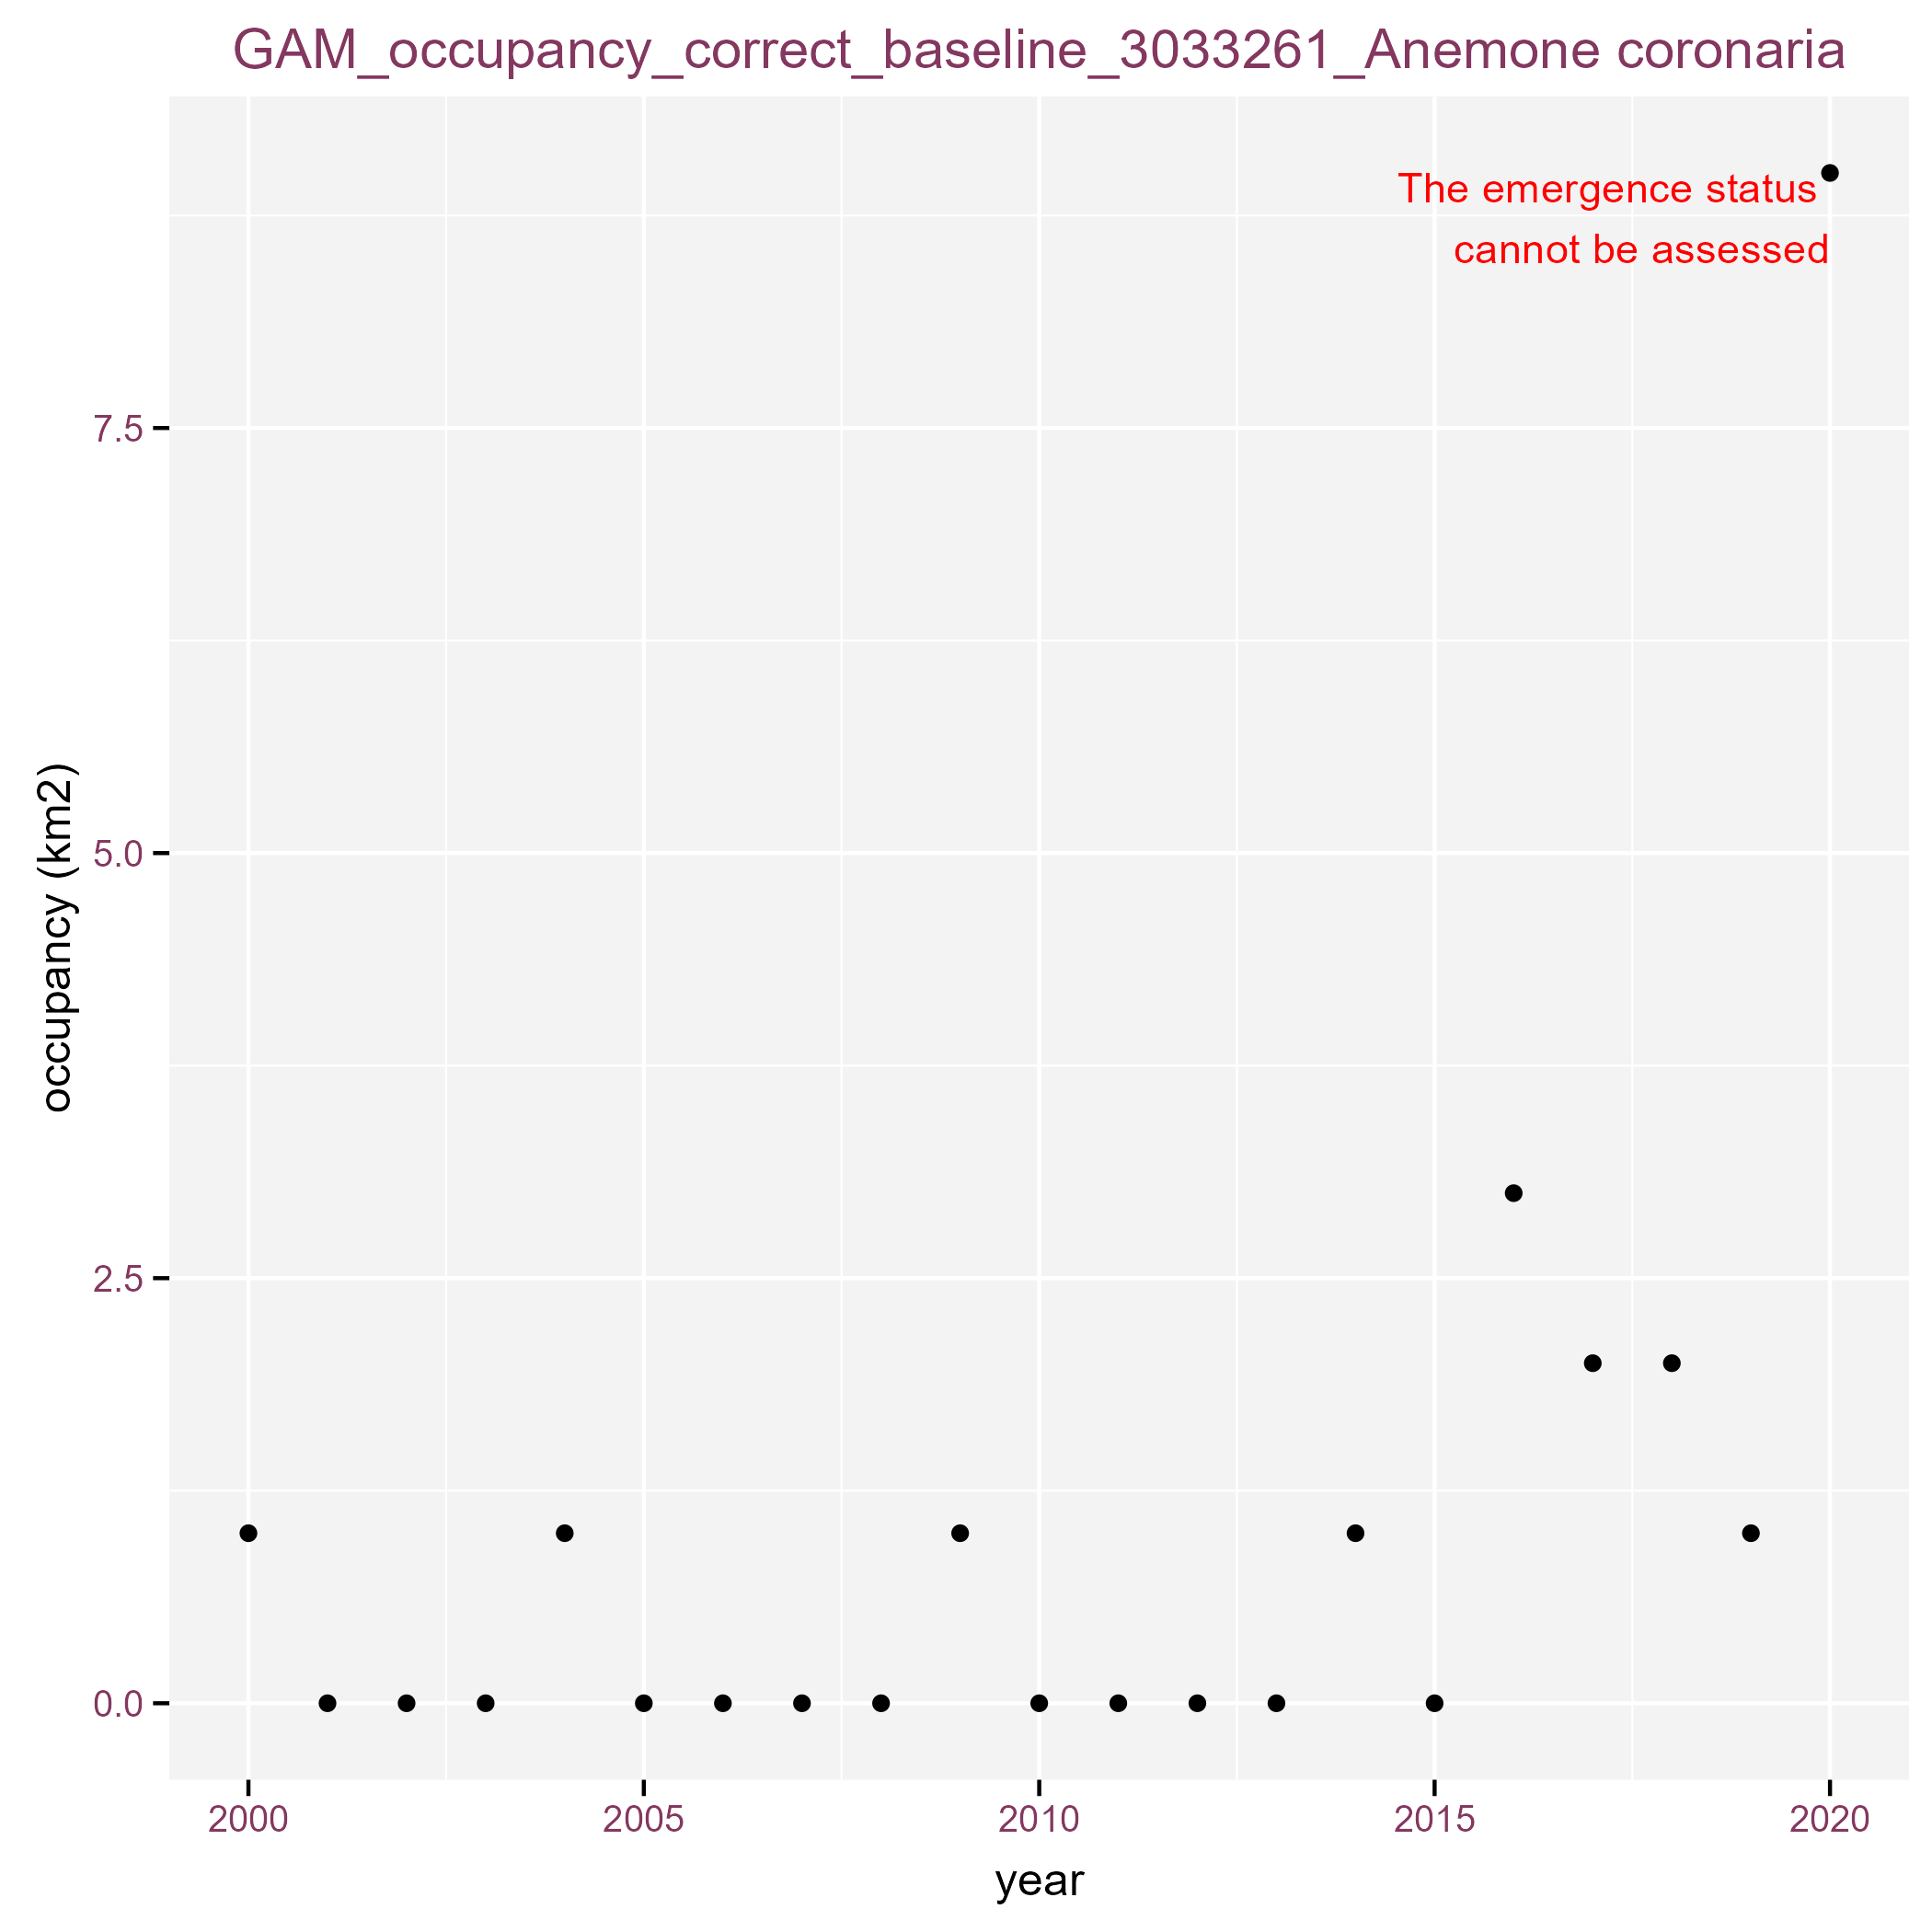 GAM_occupancy_correct_baseline_3033261_Anemone coronaria
The emergence status
cannot be assessed
7.5
5.0
2.5
0.0
occupancy (km2)
2000 2005 2010 2015 2020
year